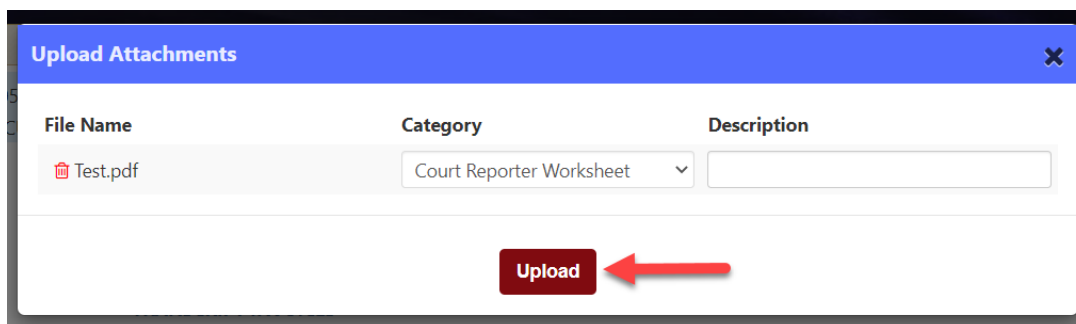 Upload Attachments
File Name Category Description
Test.pdf Court Reporter Worksheet
Upload